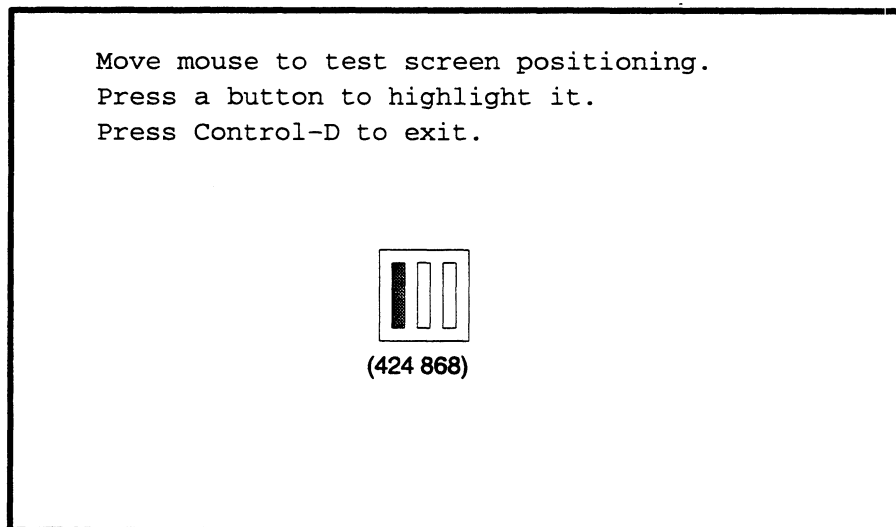 Move mouse to test screen positioning.
Press a button to highlight it.
Press Control-D to exit.
(424 868)